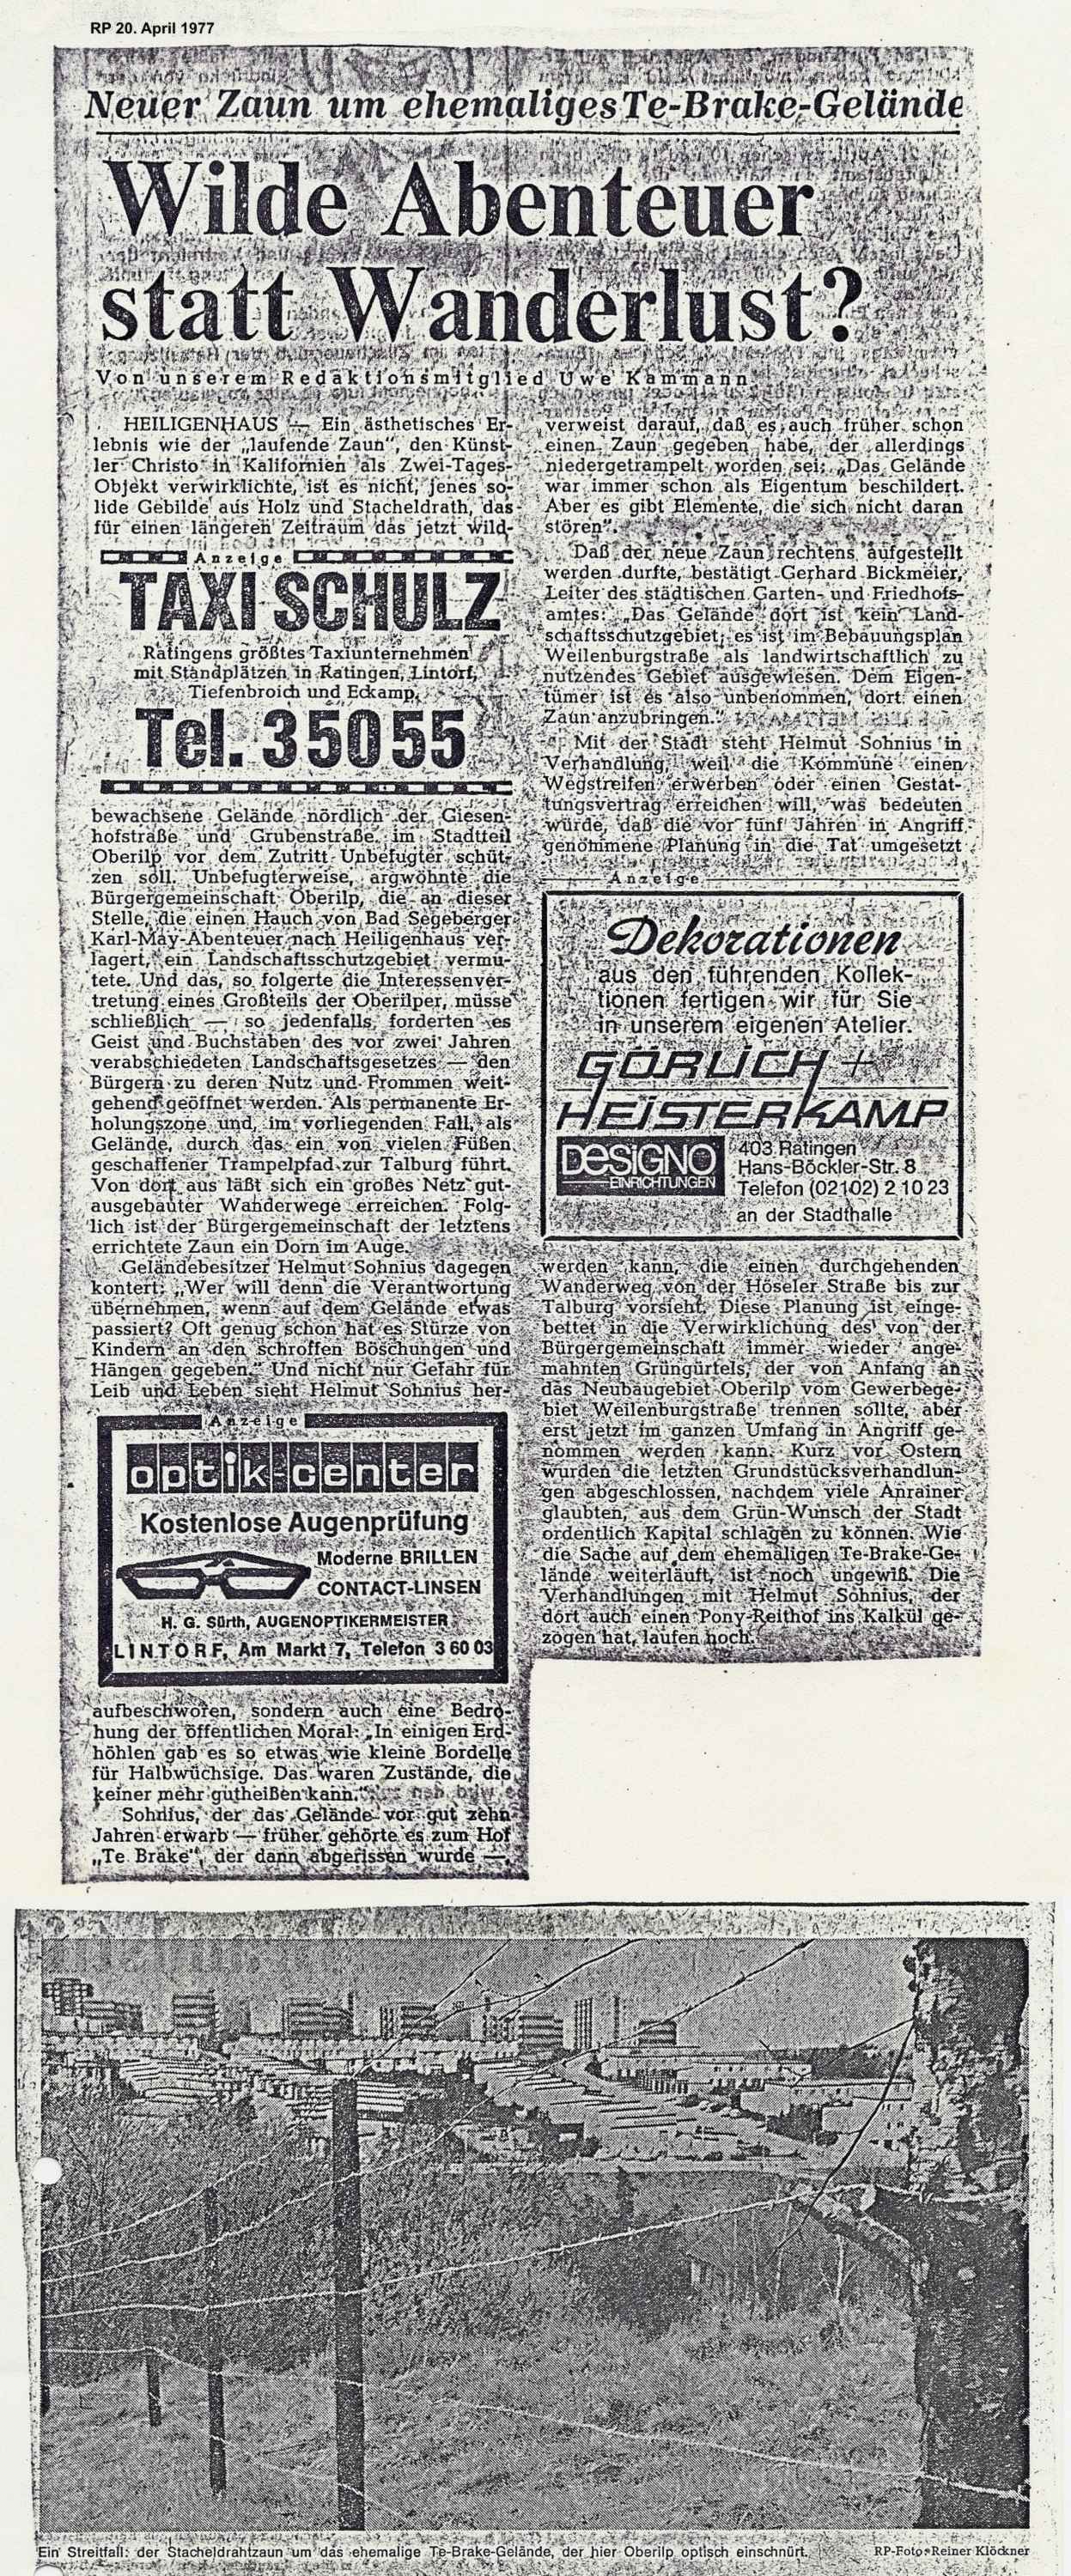 RP 20. April 1977
Neuer Zaun um ehemaliges Te-Brake-Gelände
Wilde Abenteuer
statt Wanderlust?
Von unserem Redaktionsmitglied Uwe Kammann
HEILIGENHAUS — Ein ästhetisches Er-
lebnis wie der „laufende Zaun“, den Künst-
ler Christo in Kalifornien als Zwei-Tages-
Objekt verwirklichte, ist es nicht, jenes so-
lide Gebilde aus Holz und Stacheldrath, das
für einen längeren Zeitraum das jetzt wild-
Anzeige
TAXI SCHULZ
Ratingens größtes Taxiunternehmen
mit Standplätzen in Ratingen, Lintorf,
Tiefenbroich und Eckamp.
Tel. 35055
bewachsene Gelände nördlich der Giesen-
hofstraße und Grubenstraße im Stadtteil
Oberilp vor dem Zutritt Unbefugter schüt-
zen soll. Unbefugterweise, argwöhnte die
Bürgergemeinschaft Oberilp, die an dieser
Stelle, die einen Hauch von Bad Segeberger
Karl-May-Abenteuer nach Heiligenhaus ver-
lagert, ein Landschaftsschutzgebiet vermu-
tete. Und das, so folgerte die Interessenver-
tretung eines Großteils der Oberilper, müsse
schließlich — so jedenfalls forderten es
Geist und Buchstaben des vor zwei Jahren
verabschiedeten Landschaftsgesetzes — den
Bürgern zu deren Nutz und Frommen weit-
gehend geöffnet werden. Als permanente Er-
holungszone und, im vorliegenden Fall, als
Gelände, durch das ein von vielen Füßen
geschaffener Trampelpfad zur Talburg führt.
Von dort aus läßt sich ein großes Netz gut-
ausgebauter Wanderwege erreichen. Folg-
lich ist der Bürgergemeinschaft der letztens
errichtete Zaun ein Dorn im Auge.
Geländebesitzer Helmut Sohnius dagegen
kontert: „Wer will denn die Verantwortung
übernehmen, wenn auf dem Gelände etwas
passiert? Oft genug schon hat es Stürze von
Kindern an den schroffen Böschungen und
Hängen gegeben.“ Und nicht nur Gefahr für
Leib und Leben sieht Helmut Sohnius her-
Anzeige
optik-center
Kostenlose Augenprüfung
Moderne BRILLEN
CONTACT-LINSEN
H. G. Sürth, AUGENOPTIKERMEISTER
LINTORF, Am Markt 7, Telefon 3 60 03
aufbeschworen, sondern auch eine Bedro-
hung der öffentlichen Moral: „In einigen Erd-
höhlen gab es so etwas wie kleine Bordelle
für Halbwüchsige. Das waren Zustände, die
keiner mehr gutheißen kann.“
Sohnius, der das Gelände vor gut zehn
Jahren erwarb — früher gehörte es zum Hof
„Te Brake“, der dann abgerissen wurde —,
verweist darauf, daß es auch früher schon
einen Zaun gegeben habe, der allerdings
niedergetrampelt worden sei: „Das Gelände
war immer schon als Eigentum beschildert.
Aber es gibt Elemente, die sich nicht daran
stören“.
Daß der neue Zaun rechtens aufgestellt
werden durfte, bestätigt Gerhard Bickmeier,
Leiter des städtischen Garten- und Friedhofs-
amtes: „Das Gelände dort ist kein Land-
schaftsschutzgebiet; es ist im Bebauungsplan
Weilenburgstraße als landwirtschaftlich zu
nutzendes Gebiet ausgewiesen. Dem Eigen-
tümer ist es also unbenommen, dort einen
Zaun anzubringen.“
Mit der Stadt steht Helmut Sohnius in
Verhandlung, weil die Kommune einen
Wegstreifen erwerben oder einen Gestat-
tungsvertrag erreichen will, was bedeuten
würde, daß die vor fünf Jahren in Angriff
genommene Planung in die Tat umgesetzt
Anzeige
Dekorationen
aus den führenden Kollek-
tionen fertigen wir für Sie
in unserem eigenen Atelier.
GÖRLICH +
HEISTERKAMP
DESIGNO
EINRICHTUNGEN
403 Ratingen
Hans-Böckler-Str. 8
Telefon (02102) 2 10 23
an der Stadthalle
werden kann, die einen durchgehenden
Wanderweg von der Höseler Straße bis zur
Talburg vorsieht. Diese Planung ist einge-
bettet in die Verwirklichung des von der
Bürgergemeinschaft immer wieder ange-
mahnten Grüngürtels, der von Anfang an
das Neubaugebiet Oberilp vom Gewerbege-
biet Weilenburgstraße trennen sollte, aber
erst jetzt im ganzen Umfang in Angriff ge-
nommen werden kann. Kurz vor Ostern
wurden die letzten Grundstücksverhandlun-
gen abgeschlossen, nachdem viele Anrainer
glaubten, aus dem Grün-Wunsch der Stadt
ordentlich Kapital schlagen zu können. Wie
die Sache auf dem ehemaligen Te-Brake-Ge-
lände weiterläuft, ist noch ungewiß. Die
Verhandlungen mit Helmut Sohnius, der
dort auch einen Pony-Reithof ins Kalkül ge-
zogen hat, laufen noch.
Ein Streitfall: der Stacheldrahtzaun um das ehemalige Te-Brake-Gelände, der hier Oberilp optisch einschnürt.
RP-Foto: Reiner Klöckner